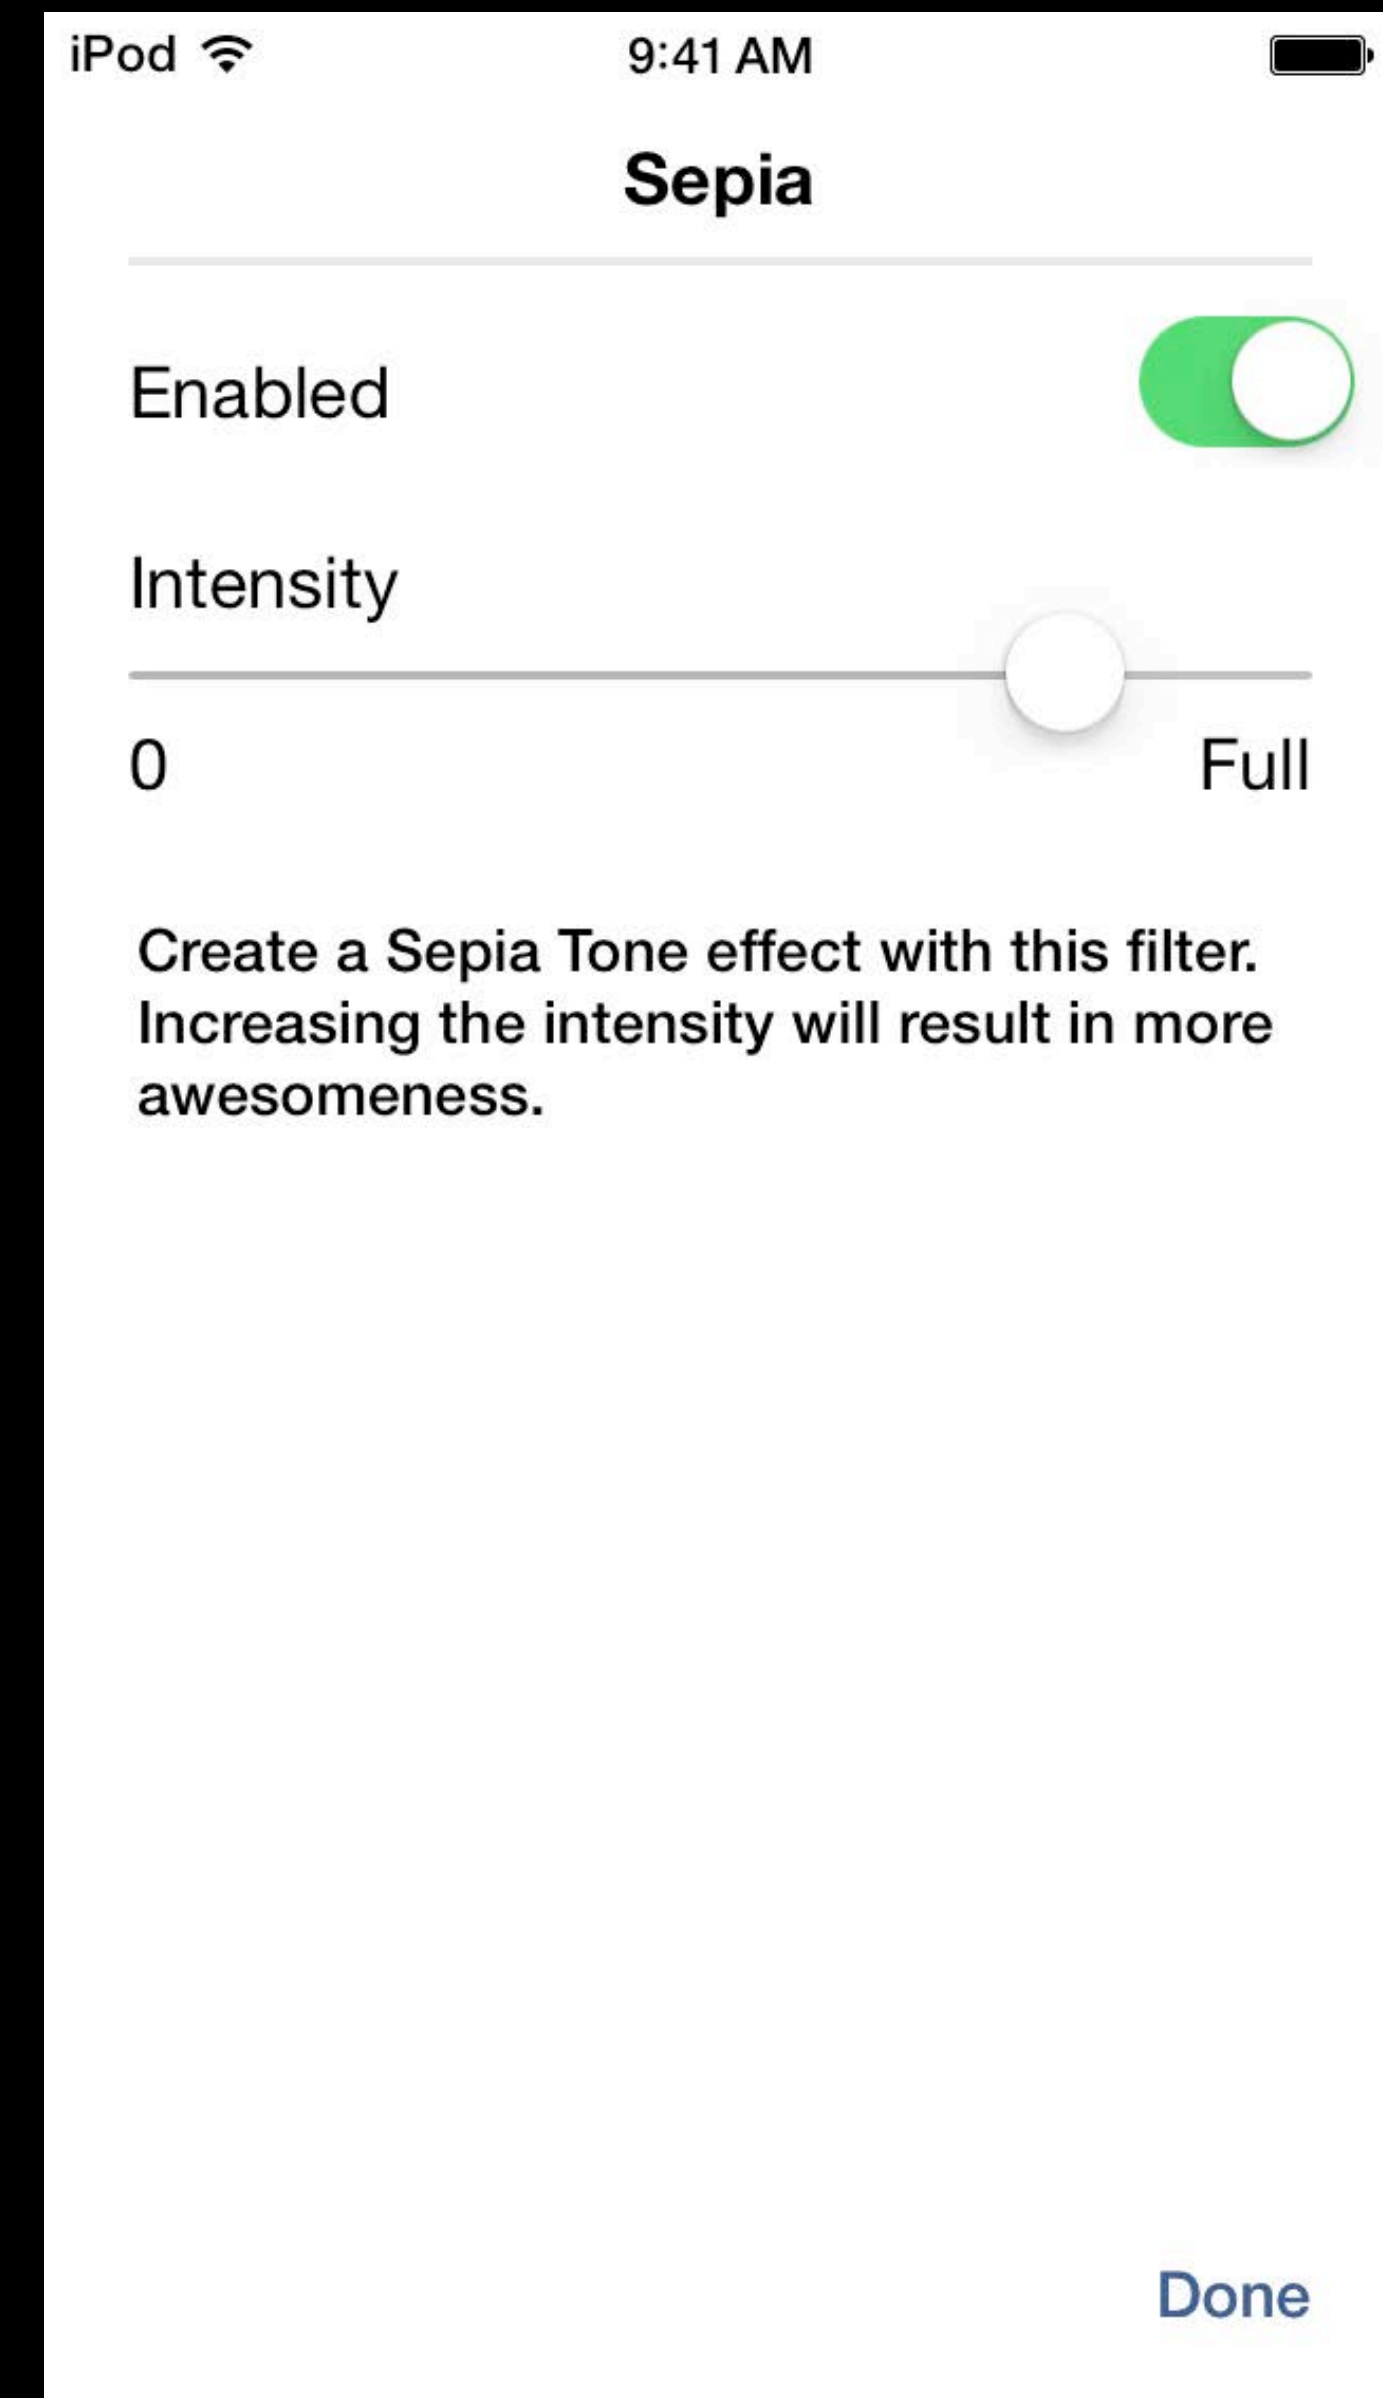 iPod 9:41 AM
Sepia
Enabled
Intensity
0 Full
Create a Sepia Tone effect with this filter.
Increasing the intensity will result in more
awesomeness.
Done